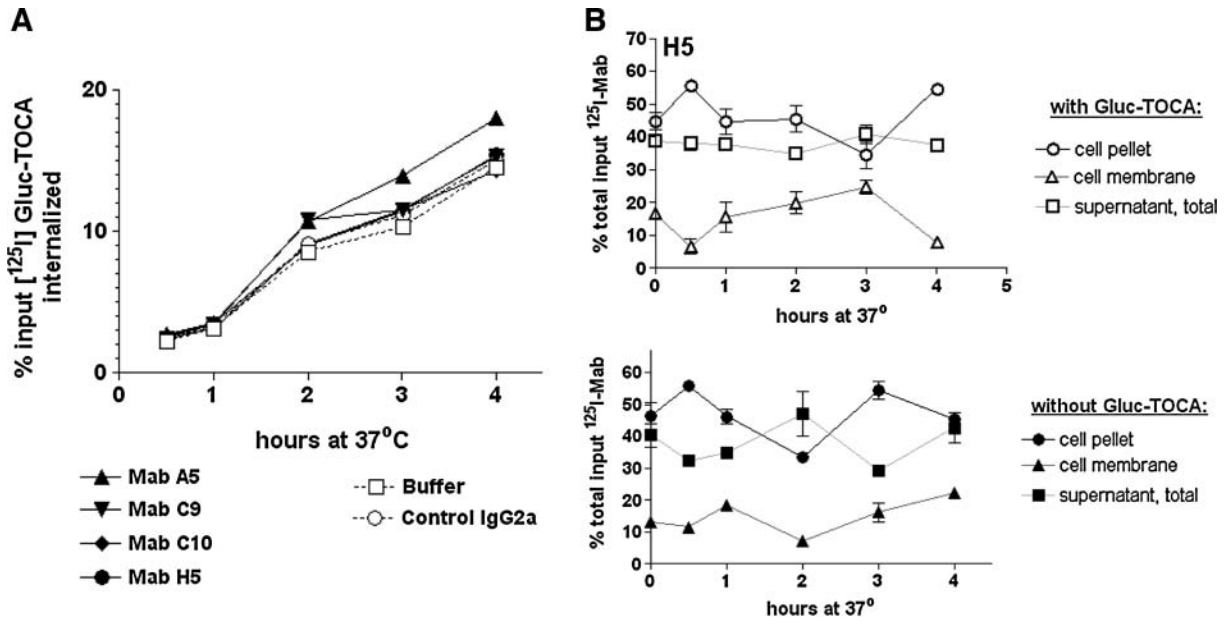 A
% input [¹²⁵I] Gluc-TOCA
internalized
20
10
0
0 1 2 3 4
hours at 37⁰C
Mab A5
Mab C9
Mab C10
Mab H5
Buffer
Control IgG2a
B
H5
% total input ¹²⁵I-Mab
70
60
50
40
30
20
10
0
0 1 2 3 4 5
hours at 37⁰
with Gluc-TOCA:
cell pellet
cell membrane
supernatant, total
% total input ¹²⁵I-Mab
60
50
40
30
20
10
0
0 1 2 3 4
hours at 37⁰
without Gluc-TOCA:
cell pellet
cell membrane
supernatant, total